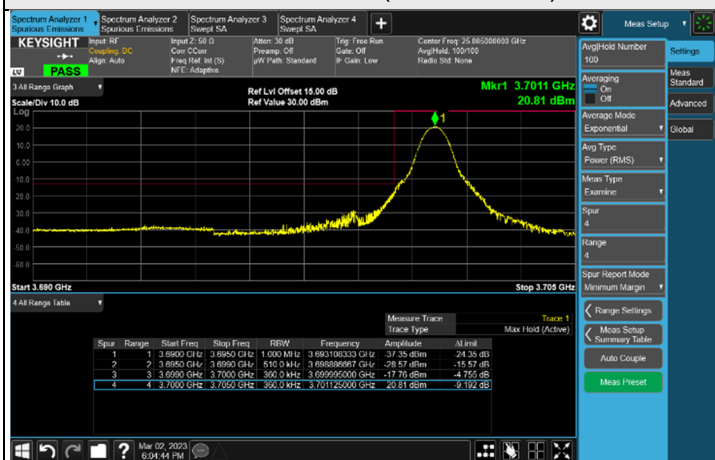 Spectrum Analyzer 1
Spurious Emissions
Spectrum Analyzer 2
Spurious Emissions
Spectrum Analyzer 3
Swept SA
Spectrum Analyzer 4
Swept SA
+
Meas Setup
KEYSIGHT
LXI
PASS
Input: RF
Coupling: DC
Align: Auto
Input Z: 50 Ω
Corr CCorr
Freq Ref: Int (S)
NFE: Adaptive
Atten: 30 dB
Preamp: Off
µW Path: Standard
Trig: Free Run
Gate: Off
IF Gain: Low
Center Freq: 25.005000000 GHz
Avg|Hold: 100/100
Radio Std: None
3 All Range Graph
Scale/Div 10.0 dB
Ref Lvl Offset 15.00 dB
Ref Value 30.00 dBm
Mkr1 3.7011 GHz
20.81 dBm
Log
1
20.0
10.0
0.00
-10.0
-20.0
-30.0
-40.0
-50.0
-60.0
Start 3.690 GHz
Stop 3.705 GHz
4 All Range Table
Measure Trace Trace 1
Trace Type Max Hold (Active)
Spur Range Start Freq Stop Freq RBW Frequency Amplitude ΔLimit
1 1 3.6900 GHz 3.6950 GHz 1.000 MHz 3.693108333 GHz -37.35 dBm -24.35 dB
2 2 3.6950 GHz 3.6990 GHz 510.0 kHz 3.698886667 GHz -28.57 dBm -15.57 dB
3 3 3.6990 GHz 3.7000 GHz 360.0 kHz 3.699995000 GHz -17.76 dBm -4.755 dB
4 4 3.7000 GHz 3.7050 GHz 360.0 kHz 3.701125000 GHz 20.81 dBm -9.192 dB
Avg|Hold Number
100
Averaging
On
Off
Average Mode
Exponential
Avg Type
Power (RMS)
Meas Type
Examine
Spur
4
Range
4
Spur Report Mode
Minimum Margin
Range Settings
Meas Setup
Summary Table
Auto Couple
Meas Preset
Settings
Meas
Standard
Advanced
Global
?
Mar 02, 2023
6:04:44 PM